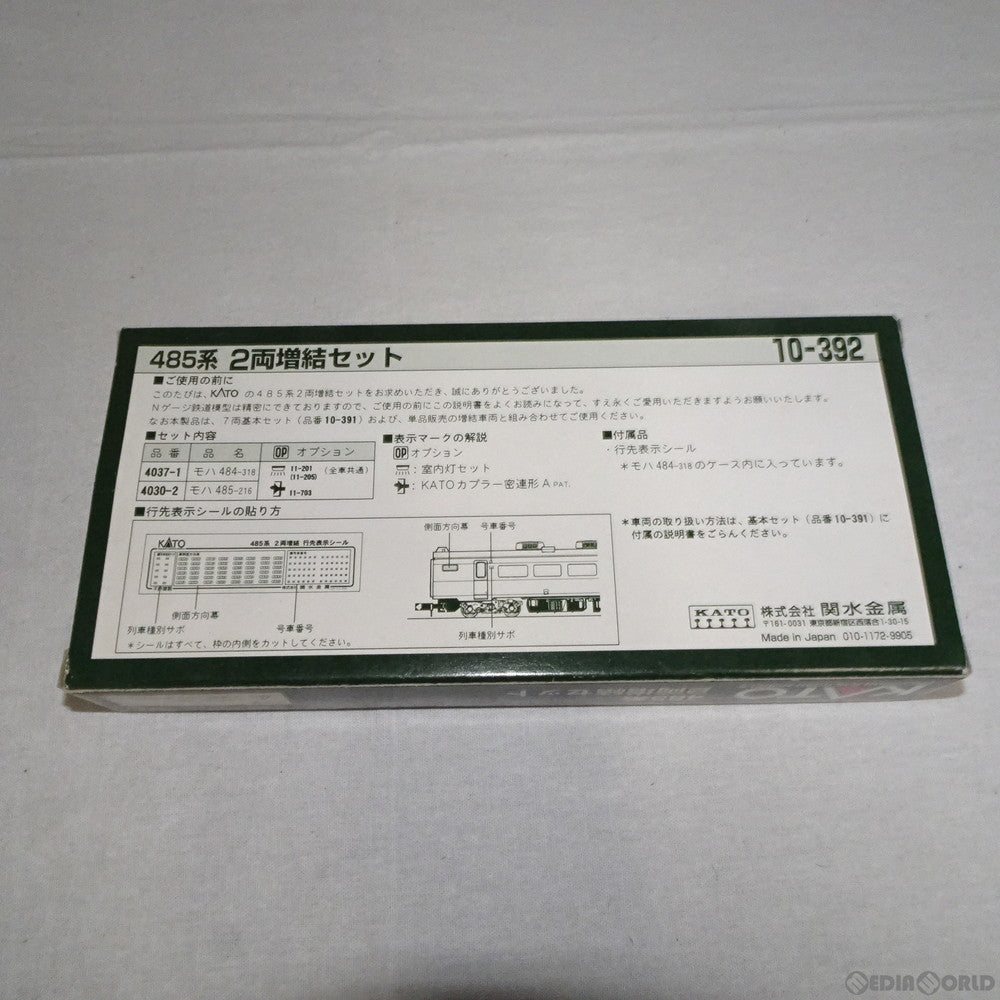 485系 2両増結セット
10-392
■ご使用の前に
このたびは、KATO の485系2両増結セットをお求めいただき、誠にありがとうございました。
Nゲージ鉄道模型は精密にできておりますので、ご使用の前にこの説明書をよくお読みになって、すえ永くご愛用いただきますようお願いいたします。
なお本製品は、7両基本セット(品番10-391)および、単品販売の増結車両と組み合わせてご使用ください。
■セット内容
品 番 品 名 OP オプション
4037-1 モハ 484-318 11-201 (全車共通)
(11-205)
4030-2 モハ 485-216 11-703
■表示マークの解説
OP オプション
: 室内灯セット
: KATOカプラー密連形 A PAT.
■付属品
・行先表示シール
＊モハ 484-318 のケース内に入っています。
■行先表示シールの貼り方
KATO 485系 2両増結 行先表示シール
関水金属
側面方向幕
列車種別サボ
号車番号
＊シールはすべて、枠の内側をカットしてください。
側面方向幕 号車番号
列車種別サボ
＊車両の取り扱い方法は、基本セット(品番10-391)に
付属の説明書をごらんください。
KATO 株式会社 関水金属
〒161-0031 東京都新宿区西落合1-30-15
Made in Japan 010-1172-9905
KATO
2両増結セット
MEDIAWORLD